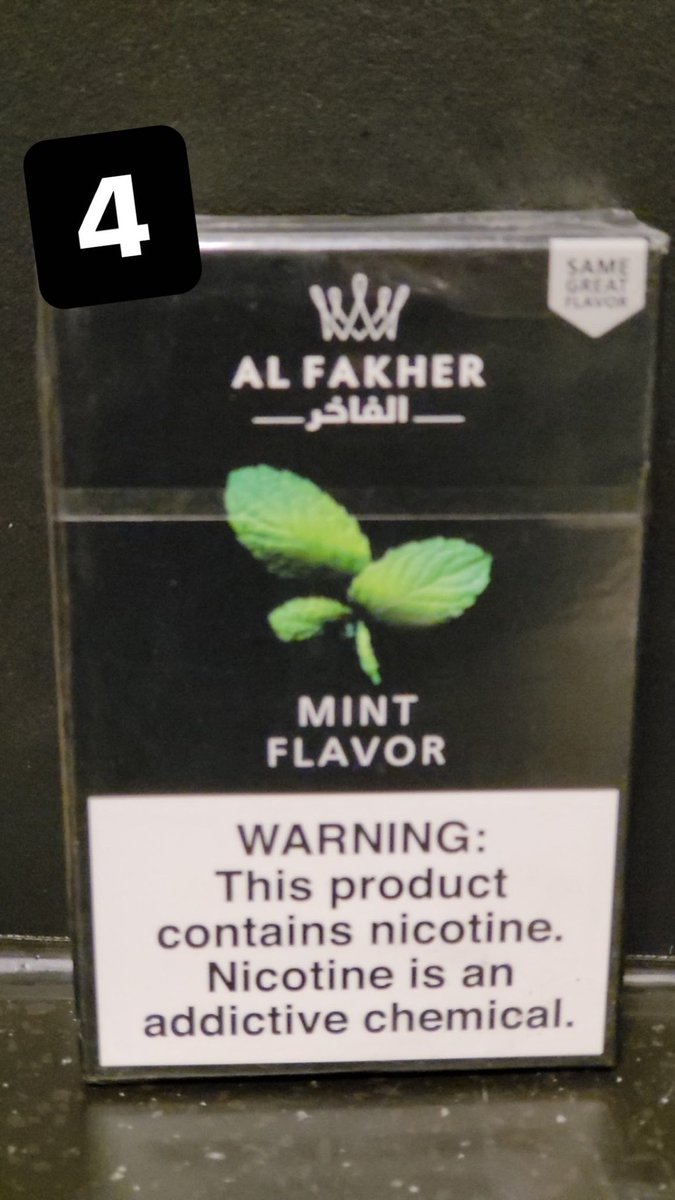 4
SAME
GREAT
FLAVOR
AL FAKHER
الفاخر
MINT
FLAVOR
WARNING:
This product
contains nicotine.
Nicotine is an
addictive chemical.